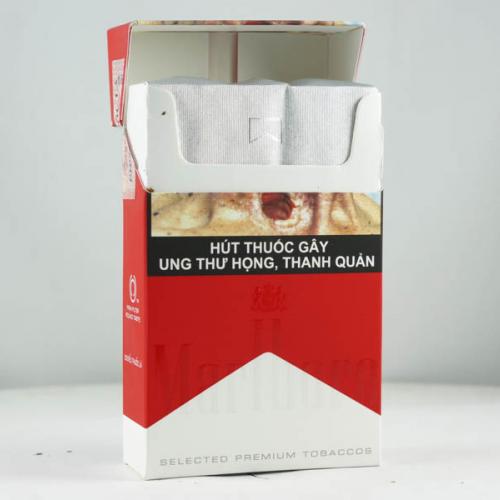 HÚT THUỐC GÂY
UNG THƯ HỌNG, THANH QUẢN
Marlboro
SELECTED PREMIUM TOBACCOS